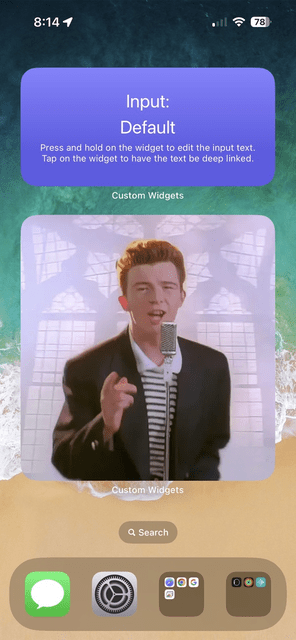 8:14
78
Input:
Default
Press and hold on the widget to edit the input text.
Tap on the widget to have the text be deep linked.
Custom Widgets
Custom Widgets
Search